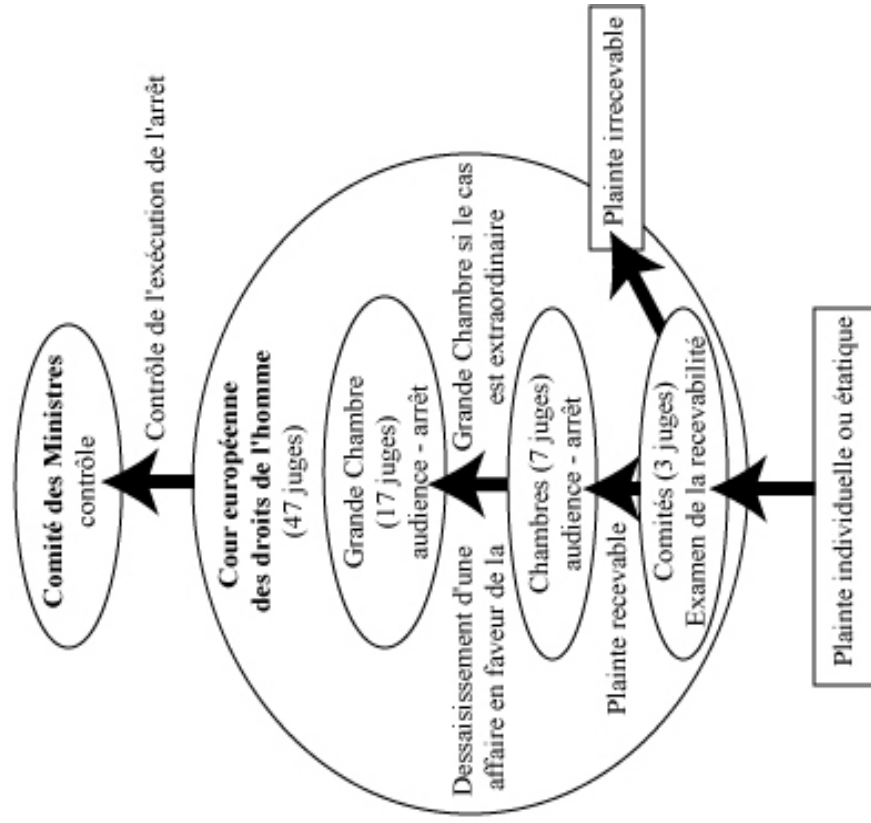 Comité des Ministres
contrôle
Contrôle de l'exécution de l'arrêt
Cour européenne
des droits de l'homme
(47 juges)
Grande Chambre
(17 juges)
audience - arrêt
Dessaisissement d'une
affaire en faveur de la
Grande Chambre si le cas
est extraordinaire
Chambres (7 juges)
audience - arrêt
Plainte recevable
Plainte irrecevable
Comités (3 juges)
Examen de la recevabilité
Plainte individuelle ou étatique